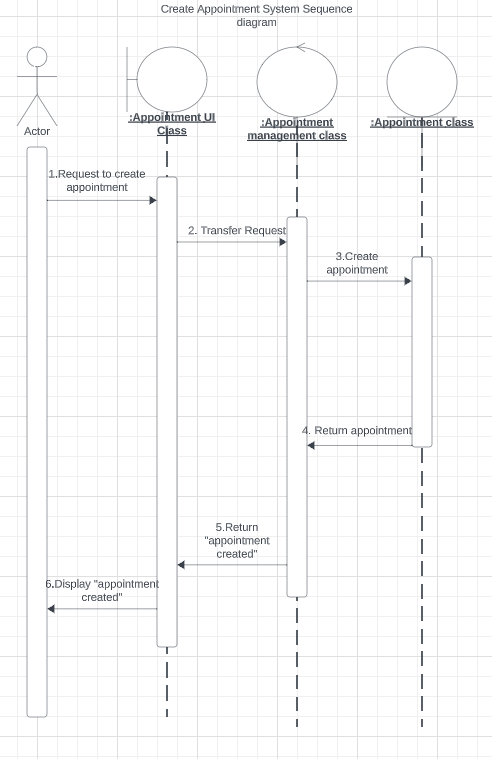 Create Appointment System Sequence
diagram
Actor
:Appointment UI
Class
:Appointment
management class
:Appointment class
1.Request to create
appointment
2. Transfer Request
3.Create
appointment
4. Return appointment
5.Return
"appointment
created"
6.Display "appointment
created"